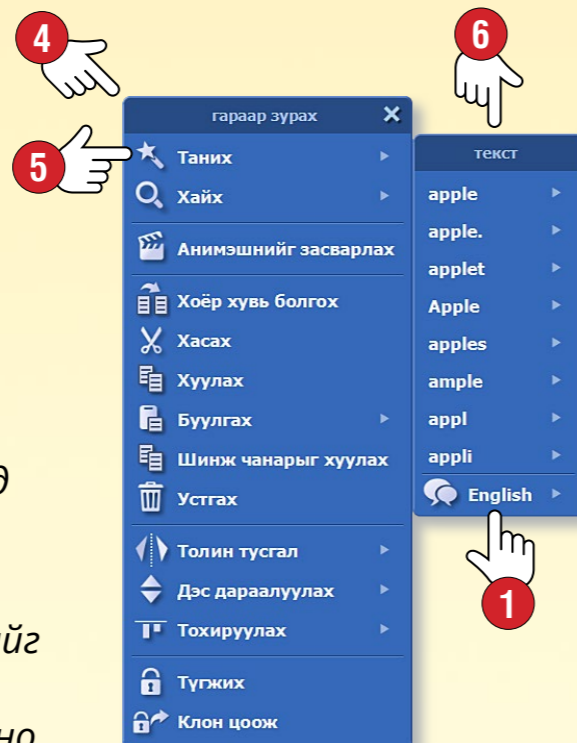 4
6
гараар зурах
5
Таних
Хайх
Анимэшнийг засварлах
Хоёр хувь болгох
Хасах
Хуулах
Буулгах
Шинж чанарыг хуулах
Устгах
Толин тусгал
Дэс дараалуулах
Тохируулах
Түгжих
Клон цоож
текст
apple
apple.
applet
Apple
apples
ample
appl
appli
English
1
д
ийг
но